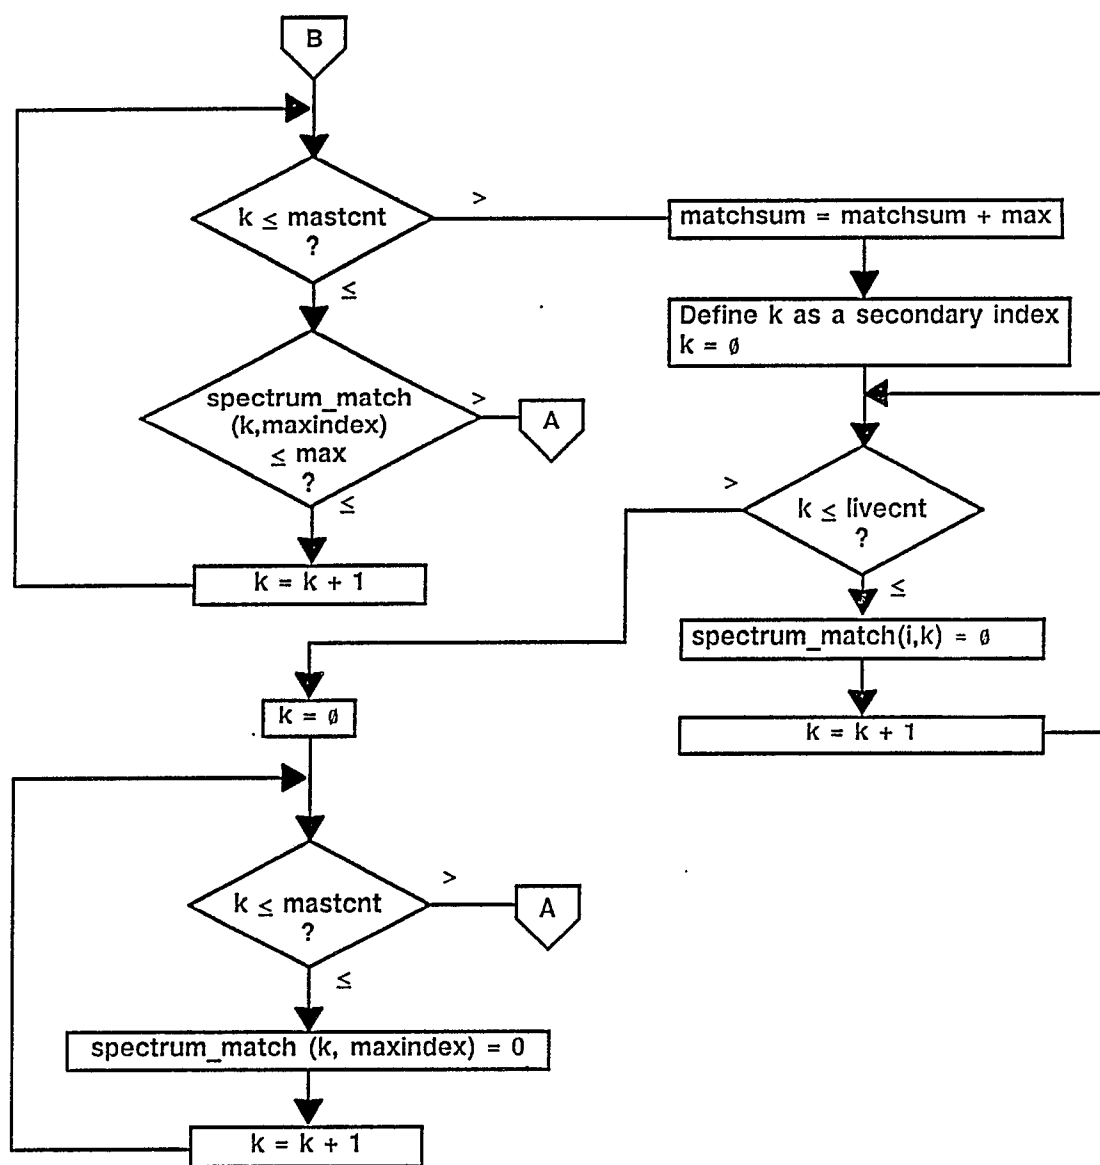 B
k ≤ mastcnt
?
>
≤
matchsum = matchsum + max
Define k as a secondary index
k = ø
spectrum_match
(k,maxindex)
≤ max
?
>
A
≤
k = k + 1
k ≤ livecnt
?
>
≤
spectrum_match(i,k) = ø
k = k + 1
k = ø
k ≤ mastcnt
?
>
A
≤
spectrum_match (k, maxindex) = 0
k = k + 1